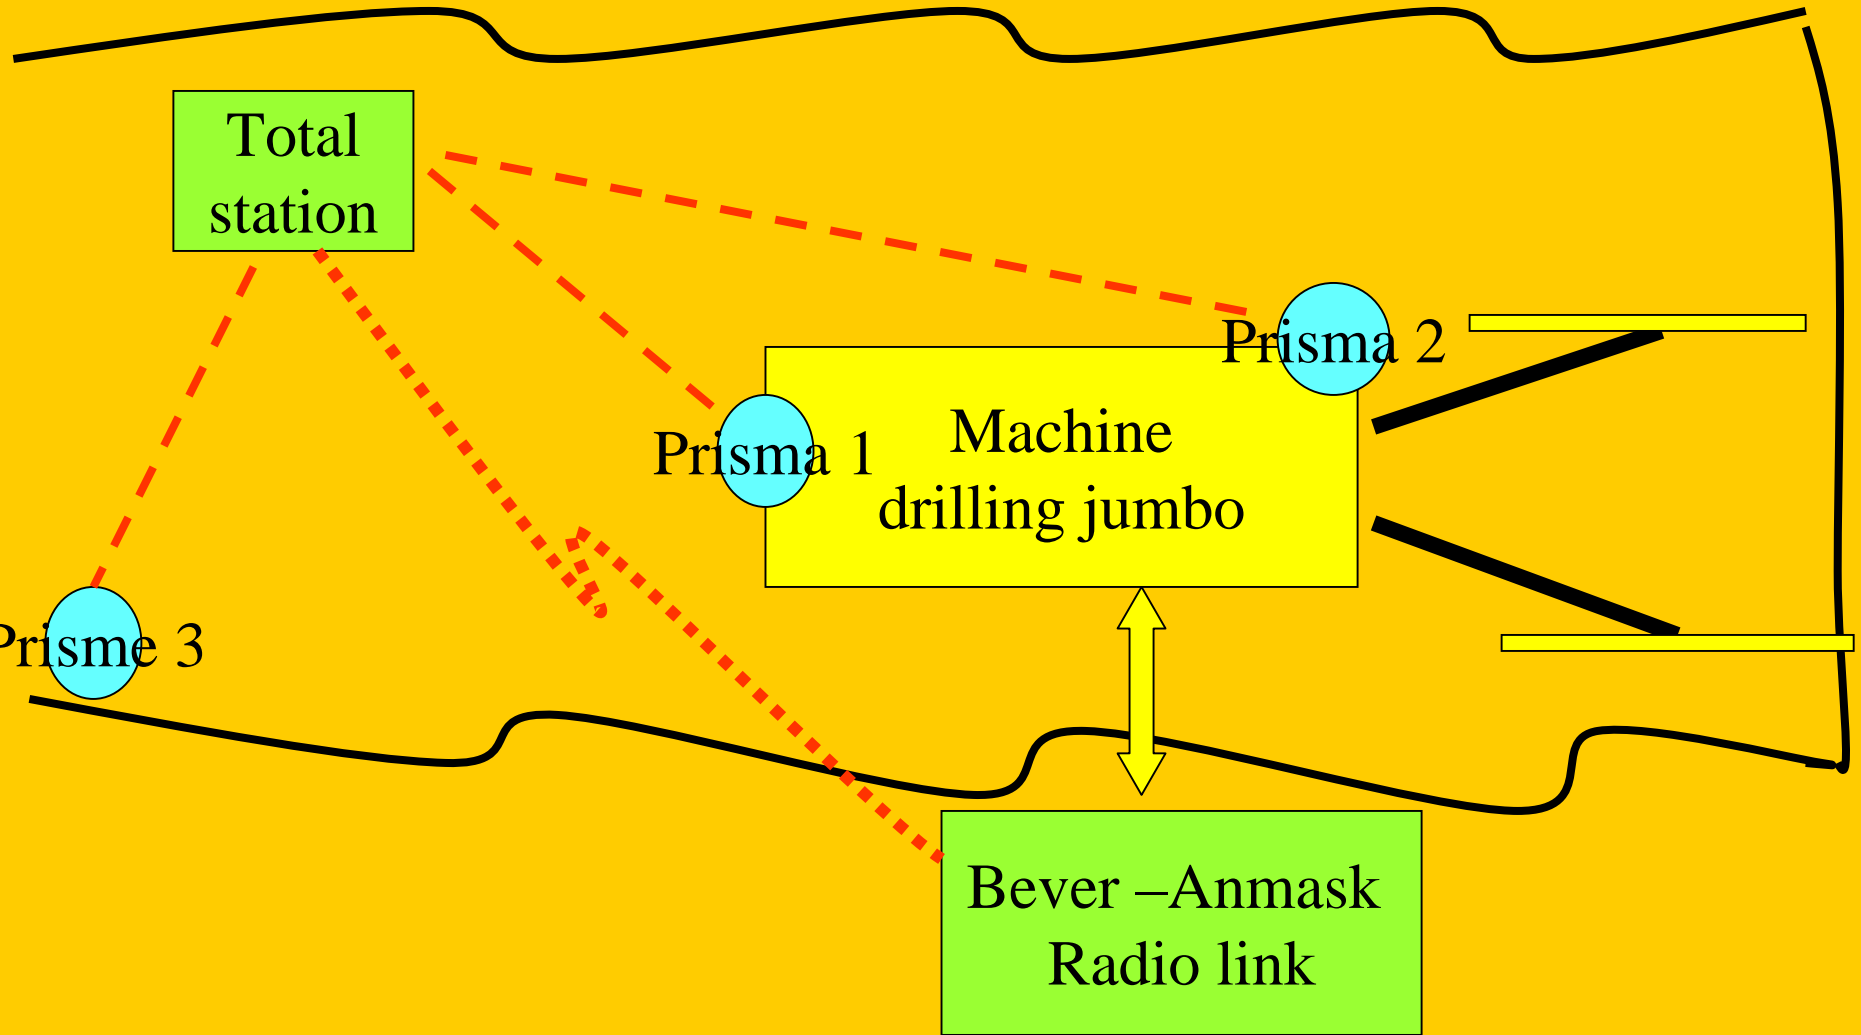 Total
station
Prisma 2
Prisma 1
Machine
drilling jumbo
Prisme 3
Bever –Anmask
Radio link